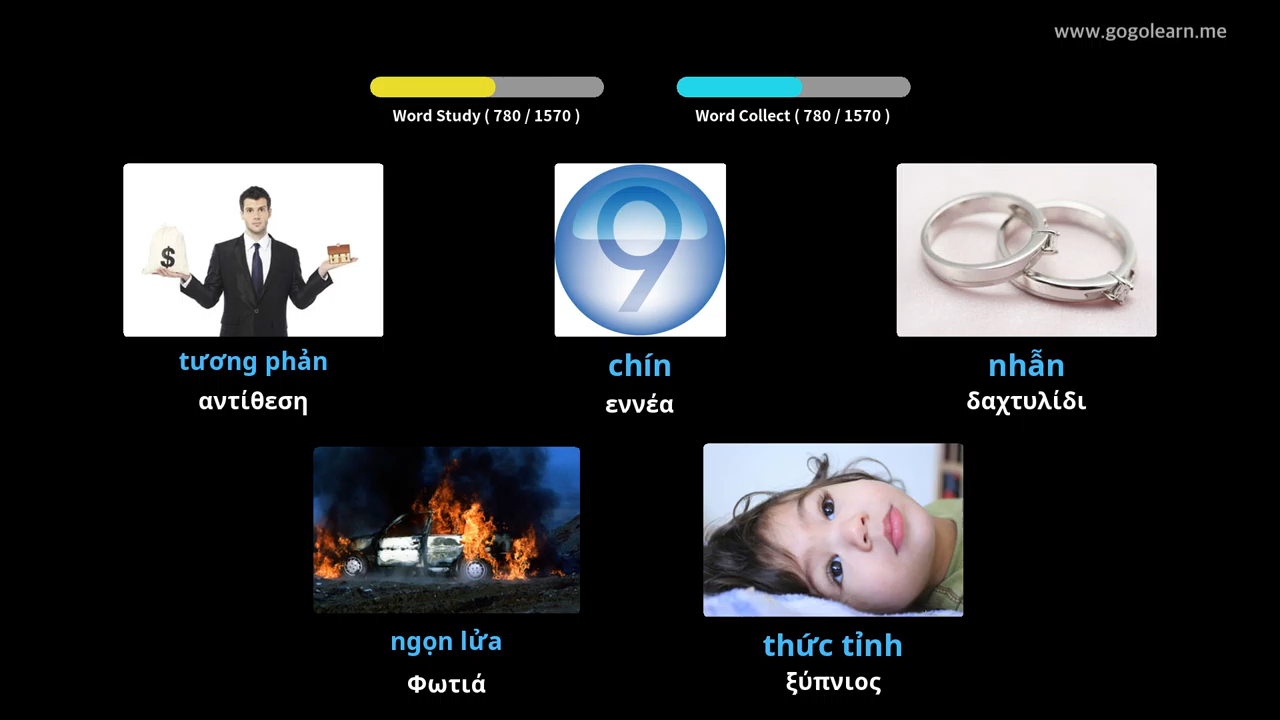 www.gogolearn.me
Word Study ( 780 / 1570 )
Word Collect ( 780 / 1570 )
$
9
tương phản
αντίθεση
chín
εννέα
nhẫn
δαχτυλίδι
ngọn lửa
Φωτιά
thức tỉnh
ξύπνιος